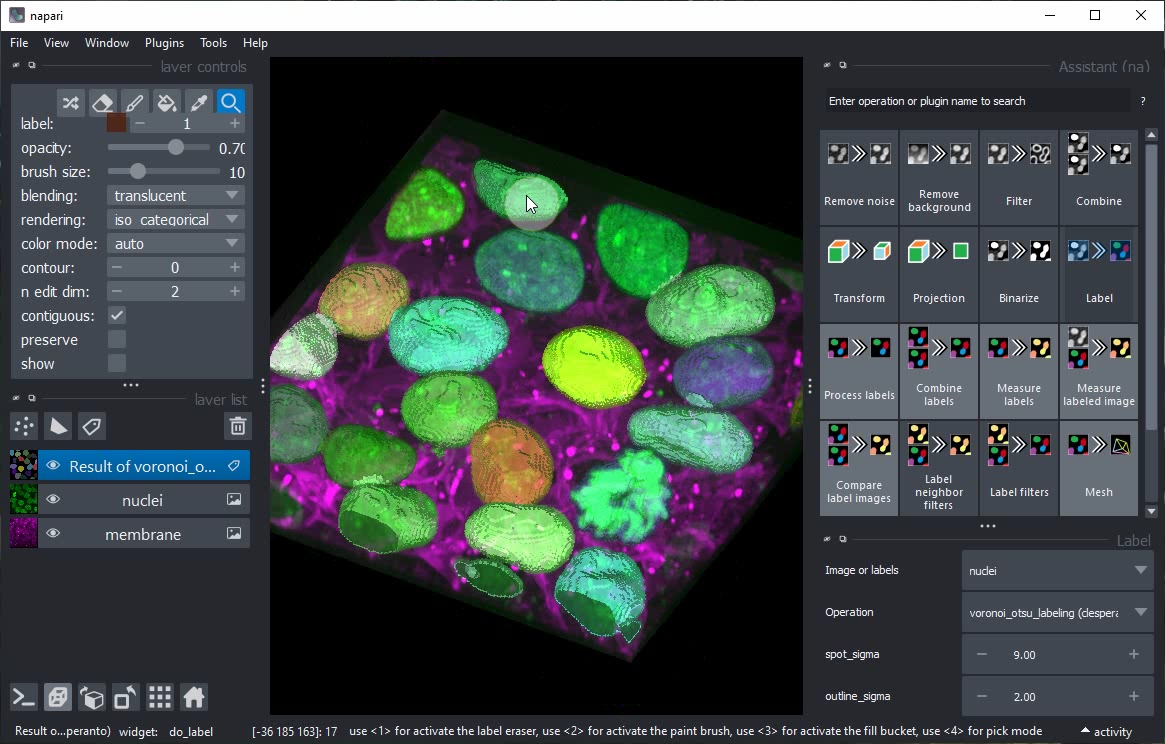 napari
File View Window Plugins Tools Help
layer controls
label: 1
opacity: 0.70
brush size: 10
blending: translucent
rendering: iso_categorical
color mode: auto
contour: 0
n edit dim: 2
contiguous:
preserve
show
layer list
Result of voronoi_o...
nuclei
membrane
Assistant (na)
Enter operation or plugin name to search ?
Remove noise
Remove
background
Filter
Combine
Transform
Projection
Binarize
Label
Process labels
Combine
labels
Measure
labels
Measure
labeled image
Compare
label images
Label
neighbor
filters
Label filters
Mesh
Label
Image or labels nuclei
Operation voronoi_otsu_labeling (clespera
spot_sigma 9.00
outline_sigma 2.00
Result o...peranto) widget: do_label [-36 185 163]: 17 use <1> for activate the label eraser, use <2> for activate the paint brush, use <3> for activate the fill bucket, use <4> for pick mode activity